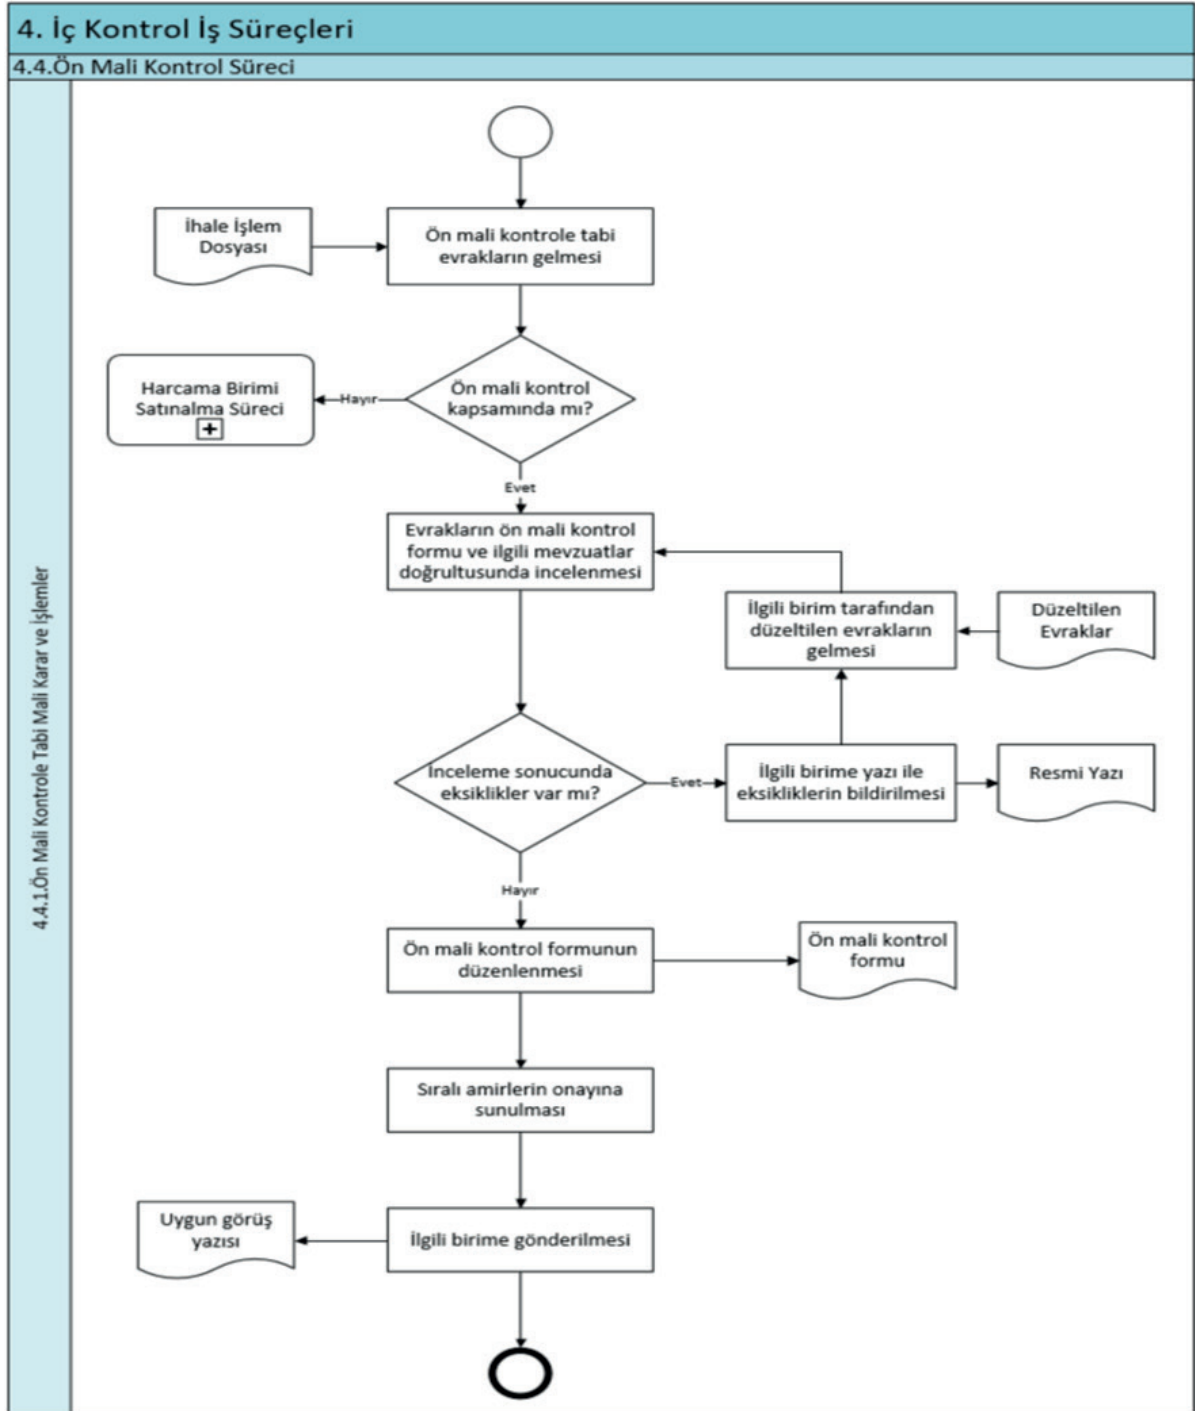 4. İç Kontrol İş Süreçleri
4.4.Ön Mali Kontrol Süreci
4.4.1.Ön Mali Kontrole Tabi Mali Karar ve İşlemler
İhale İşlem
Dosyası
Ön mali kontrole tabi
evrakların gelmesi
Ön mali kontrol
kapsamında mı?
Hayır
Harcama Birimi
Satınalma Süreci
Evet
Evrakların ön mali kontrol
formu ve ilgili mevzuatlar
doğrultusunda incelenmesi
İlgili birim tarafından
düzeltilen evrakların
gelmesi
Düzeltilen
Evraklar
İnceleme sonucunda
eksiklikler var mı?
Evet
İlgili birime yazı ile
eksikliklerin bildirilmesi
Resmi Yazı
Hayır
Ön mali kontrol formunun
düzenlenmesi
Ön mali kontrol
formu
Sıralı amirlerin onayına
sunulması
Uygun görüş
yazısı
İlgili birime gönderilmesi